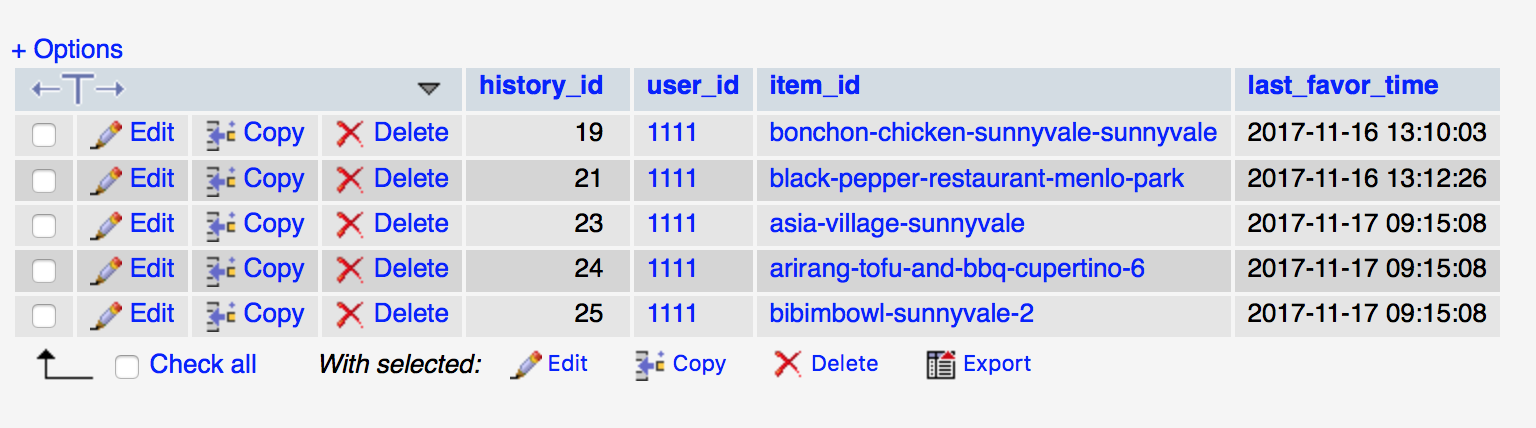 + Options
←T→ history_id user_id item_id last_favor_time
Edit Copy Delete 19 1111 bonchon-chicken-sunnyvale-sunnyvale 2017-11-16 13:10:03
Edit Copy Delete 21 1111 black-pepper-restaurant-menlo-park 2017-11-16 13:12:26
Edit Copy Delete 23 1111 asia-village-sunnyvale 2017-11-17 09:15:08
Edit Copy Delete 24 1111 arirang-tofu-and-bbq-cupertino-6 2017-11-17 09:15:08
Edit Copy Delete 25 1111 bibimbowl-sunnyvale-2 2017-11-17 09:15:08
Check all With selected: Edit Copy Delete Export